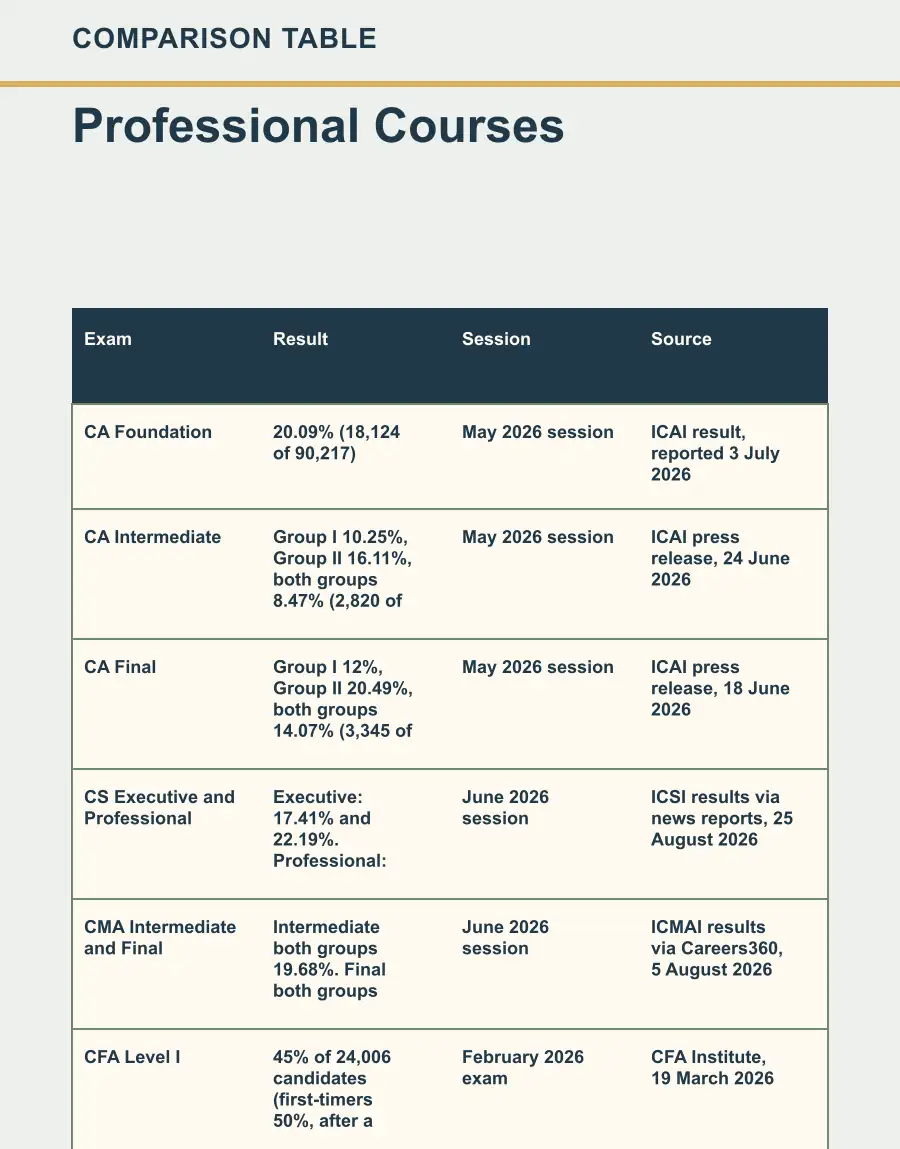 COMPARISON TABLE
Professional Courses
Exam
Result
Session
Source
CA Foundation
20.09% (18,124
of 90,217)
May 2026 session
ICAI result,
reported 3 July
2026
CA Intermediate
Group I 10.25%,
Group II 16.11%,
both groups
8.47% (2,820 of
May 2026 session
ICAI press
release, 24 June
2026
CA Final
Group I 12%,
Group II 20.49%,
both groups
14.07% (3,345 of
May 2026 session
ICAI press
release, 18 June
2026
CS Executive and
Professional
Executive:
17.41% and
22.19%.
Professional:
June 2026
session
ICSI results via
news reports, 25
August 2026
CMA Intermediate
and Final
Intermediate
both groups
19.68%. Final
both groups
June 2026
session
ICMAI results
via Careers360,
5 August 2026
CFA Level I
45% of 24,006
candidates
(first-timers
50%, after a
February 2026
exam
CFA Institute,
19 March 2026